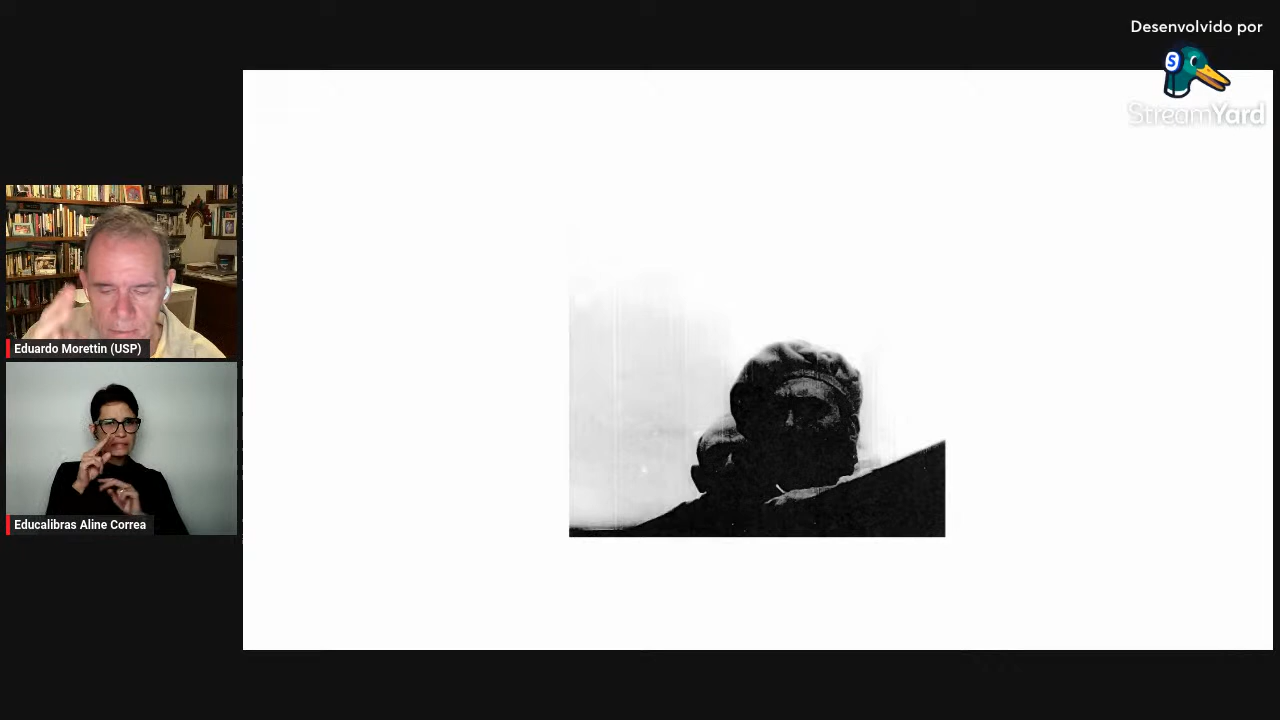 Desenvolvido por
S
StreamYard
Eduardo Morettin (USP)
Educalibras Aline Correa